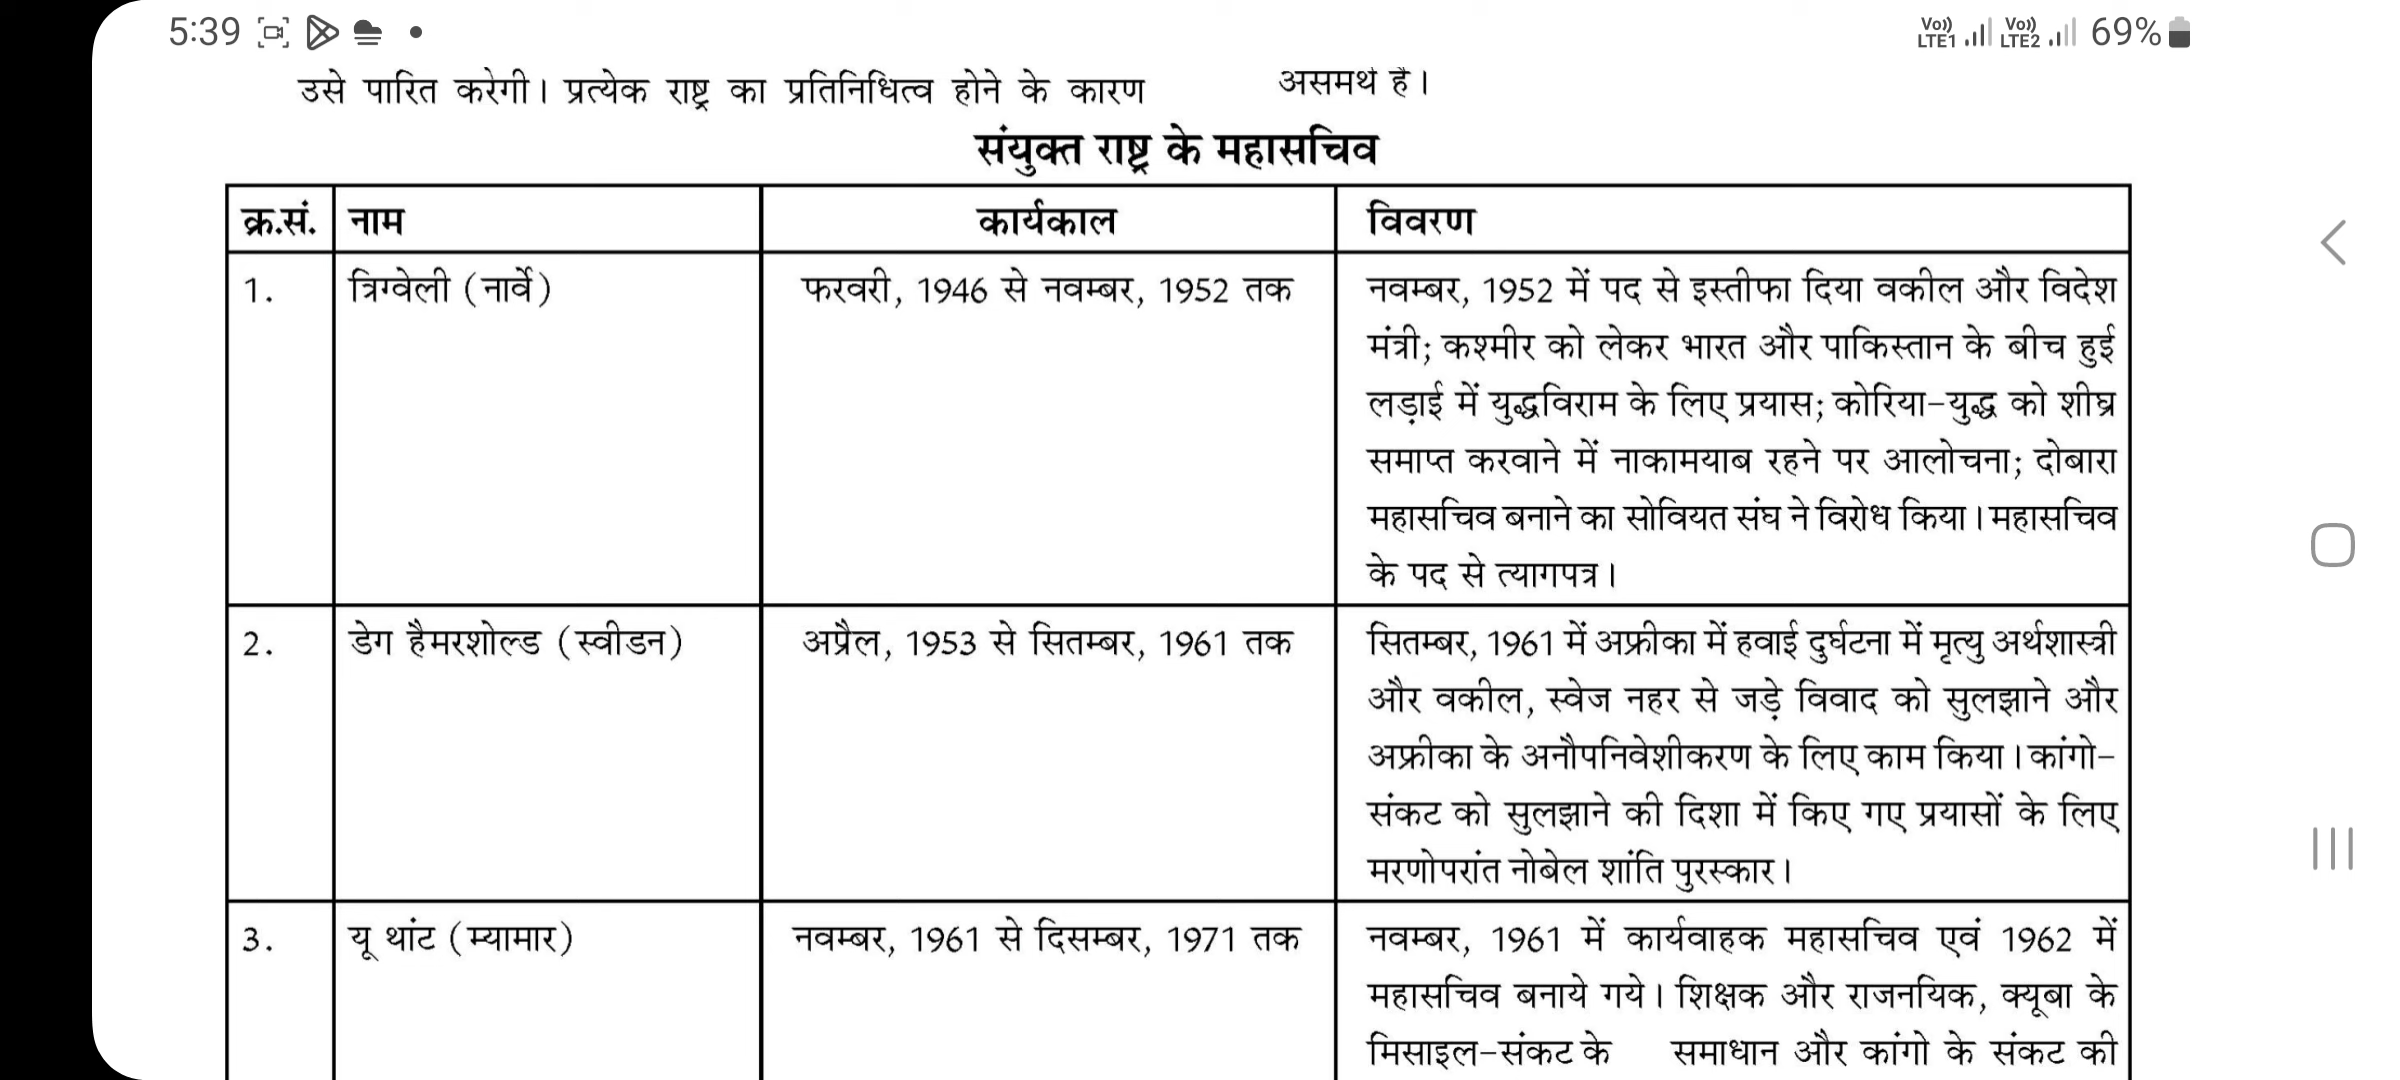 5:39
Vo)) LTE1 Vo)) LTE2 69%
उसे पारित करेगी। प्रत्येक राष्ट्र का प्रतिनिधित्व होने के कारण
असमर्थ है।
संयुक्त राष्ट्र के महासचिव
क्र.सं. नाम कार्यकाल विवरण
1. त्रिग्वेली (नार्वे) फरवरी, 1946 से नवम्बर, 1952 तक नवम्बर, 1952 में पद से इस्तीफा दिया वकील और विदेश
मंत्री; कश्मीर को लेकर भारत और पाकिस्तान के बीच हुई
लड़ाई में युद्धविराम के लिए प्रयास; कोरिया-युद्ध को शीघ्र
समाप्त करवाने में नाकामयाब रहने पर आलोचना; दोबारा
महासचिव बनाने का सोवियत संघ ने विरोध किया। महासचिव
के पद से त्यागपत्र।
2. डेग हैमरशोल्ड (स्वीडन) अप्रैल, 1953 से सितम्बर, 1961 तक सितम्बर, 1961 में अफ्रीका में हवाई दुर्घटना में मृत्यु अर्थशास्त्री
और वकील, स्वेज नहर से जड़े विवाद को सुलझाने और
अफ्रीका के अनौपनिवेशीकरण के लिए काम किया। कांगो-
संकट को सुलझाने की दिशा में किए गए प्रयासों के लिए
मरणोपरांत नोबेल शांति पुरस्कार।
3. यू थांट (म्यामार) नवम्बर, 1961 से दिसम्बर, 1971 तक नवम्बर, 1961 में कार्यवाहक महासचिव एवं 1962 में
महासचिव बनाये गये। शिक्षक और राजनयिक, क्यूबा के
मिसाइल-संकट के समाधान और कांगो के संकट की